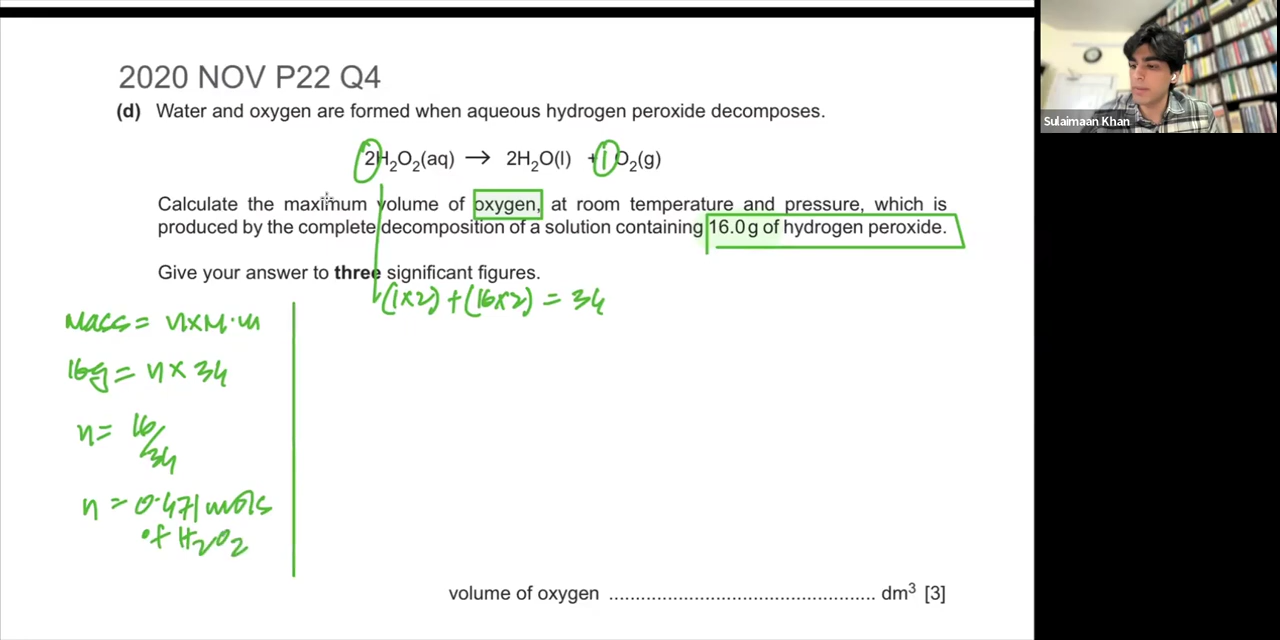 2020 NOV P22 Q4
(d) Water and oxygen are formed when aqueous hydrogen peroxide decomposes.
2H₂O₂(aq) → 2H₂O(l) + 1 O₂(g)
Calculate the maximum volume of oxygen, at room temperature and pressure, which is
produced by the complete decomposition of a solution containing 16.0 g of hydrogen peroxide.
Give your answer to three significant figures.
(1×2) + (16×2) = 34
Mass = n×M.m
16g = n × 34
n = 16/34
n = 0.471 mols
of H₂O₂
volume of oxygen ................................................ dm³ [3]
Sulaimaan Khan